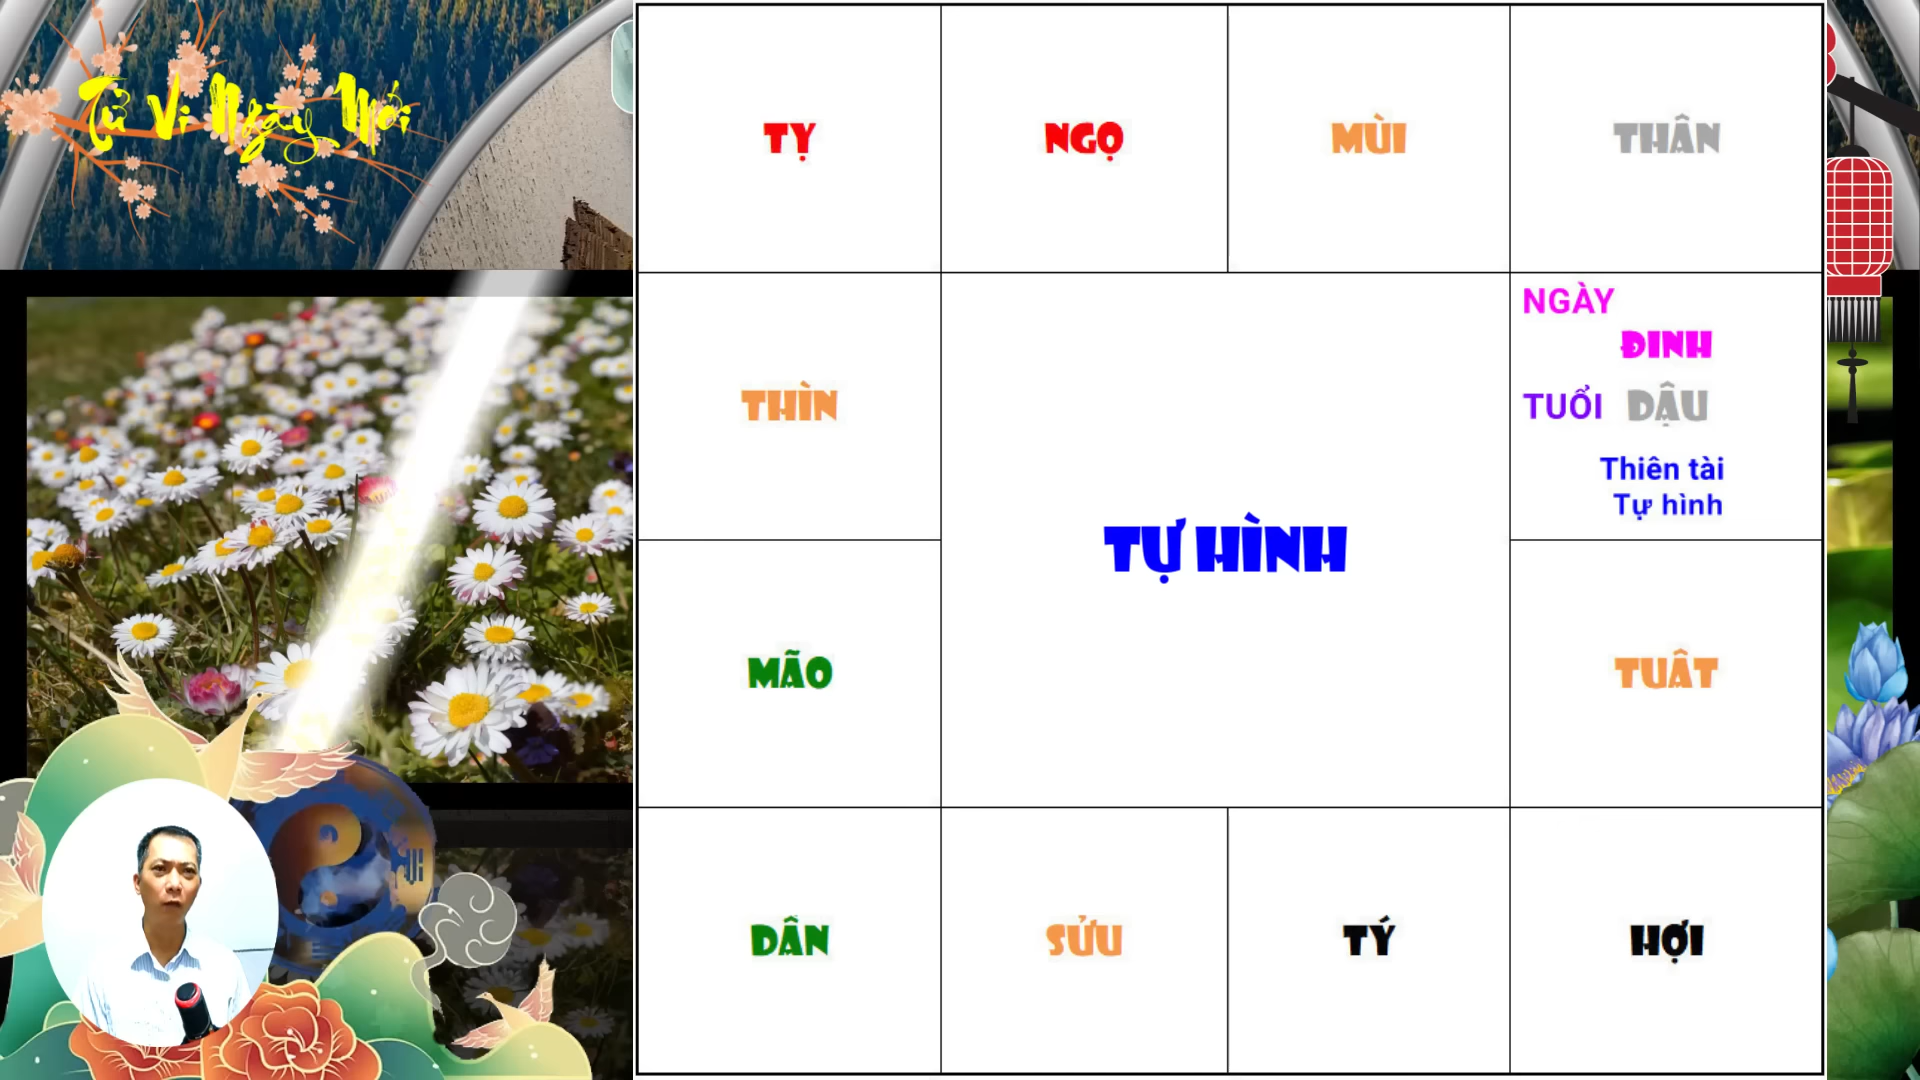 Tử Vi Ngày Mới
TỴ
NGỌ
MÙI
THÂN
THÌN
NGÀY
ĐINH
TUỔI DẬU
Thiên tài
Tự hình
TỰ HÌNH
MÃO
TUẤT
DẦN
SỬU
TÝ
HỢI